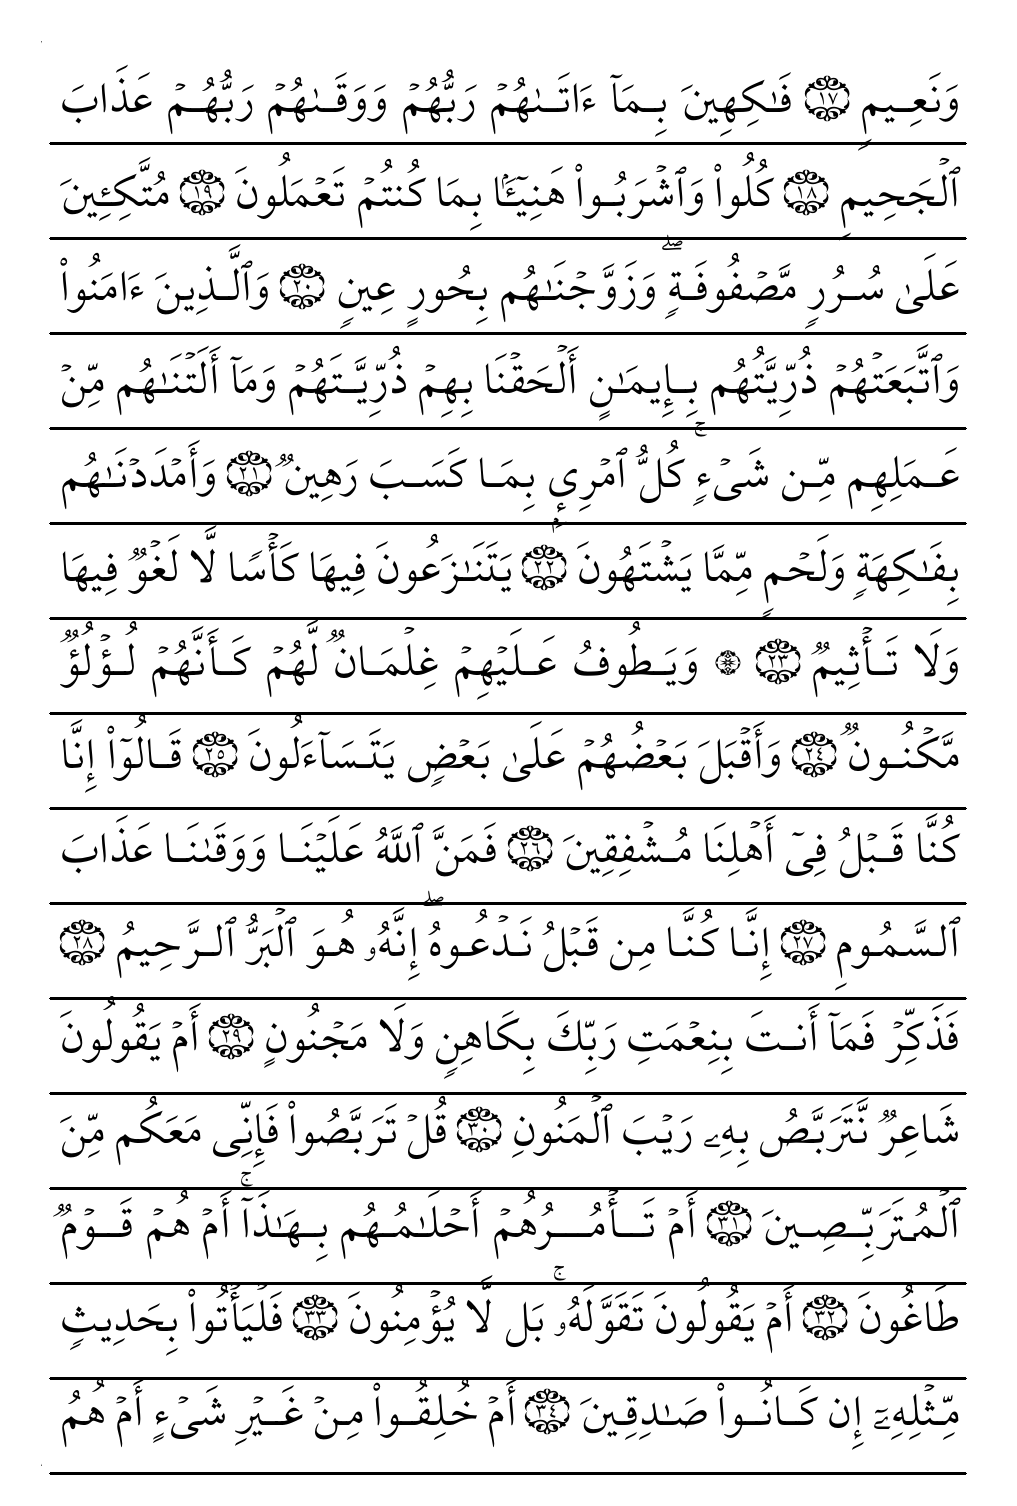 وَنَعِيمٍ ١٧ فَـٰكِهِينَ بِمَآ ءَاتَـٰهُمْ رَبُّهُمْ وَوَقَـٰهُمْ رَبُّهُمْ عَذَابَ
ٱلْجَحِيمِ ١٨ كُلُوا۟ وَٱشْرَبُوا۟ هَنِيٓـًٔۢا بِمَا كُنتُمْ تَعْمَلُونَ ١٩ مُتَّكِـِٔينَ
عَلَىٰ سُرُرٍ مَّصْفُوفَةٍ ۖ وَزَوَّجْنَـٰهُم بِحُورٍ عِينٍ ٢٠ وَٱلَّذِينَ ءَامَنُوا۟
وَٱتَّبَعَتْهُمْ ذُرِّيَّتُهُم بِإِيمَـٰنٍ أَلْحَقْنَا بِهِمْ ذُرِّيَّتَهُمْ وَمَآ أَلَتْنَـٰهُم مِّنْ
عَمَلِهِم مِّن شَىْءٍ ۚ كُلُّ ٱمْرِئٍۭ بِمَا كَسَبَ رَهِينٌ ٢١ وَأَمْدَدْنَـٰهُم
بِفَـٰكِهَةٍ وَلَحْمٍ مِّمَّا يَشْتَهُونَ ٢٢ يَتَنَـٰزَعُونَ فِيهَا كَأْسًا لَّا لَغْوٌ فِيهَا
وَلَا تَأْثِيمٌ ٢٣ ۞ وَيَطُوفُ عَلَيْهِمْ غِلْمَانٌ لَّهُمْ كَأَنَّهُمْ لُؤْلُؤٌ
مَّكْنُونٌ ٢٤ وَأَقْبَلَ بَعْضُهُمْ عَلَىٰ بَعْضٍ يَتَسَآءَلُونَ ٢٥ قَالُوٓا۟ إِنَّا
كُنَّا قَبْلُ فِىٓ أَهْلِنَا مُشْفِقِينَ ٢٦ فَمَنَّ ٱللَّهُ عَلَيْنَا وَوَقَىٰنَا عَذَابَ
ٱلسَّمُومِ ٢٧ إِنَّا كُنَّا مِن قَبْلُ نَدْعُوهُ ۖ إِنَّهُۥ هُوَ ٱلْبَرُّ ٱلرَّحِيمُ ٢٨
فَذَكِّرْ فَمَآ أَنتَ بِنِعْمَتِ رَبِّكَ بِكَاهِنٍ وَلَا مَجْنُونٍ ٢٩ أَمْ يَقُولُونَ
شَاعِرٌ نَّتَرَبَّصُ بِهِۦ رَيْبَ ٱلْمَنُونِ ٣٠ قُلْ تَرَبَّصُوا۟ فَإِنِّى مَعَكُم مِّنَ
ٱلْمُتَرَبِّصِينَ ٣١ أَمْ تَأْمُرُهُمْ أَحْلَـٰمُهُم بِهَـٰذَآ ۚ أَمْ هُمْ قَوْمٌ
طَاغُونَ ٣٢ أَمْ يَقُولُونَ تَقَوَّلَهُۥ ۚ بَل لَّا يُؤْمِنُونَ ٣٣ فَلْيَأْتُوا۟ بِحَدِيثٍ
مِّثْلِهِۦٓ إِن كَانُوا۟ صَـٰدِقِينَ ٣٤ أَمْ خُلِقُوا۟ مِنْ غَيْرِ شَىْءٍ أَمْ هُمُ